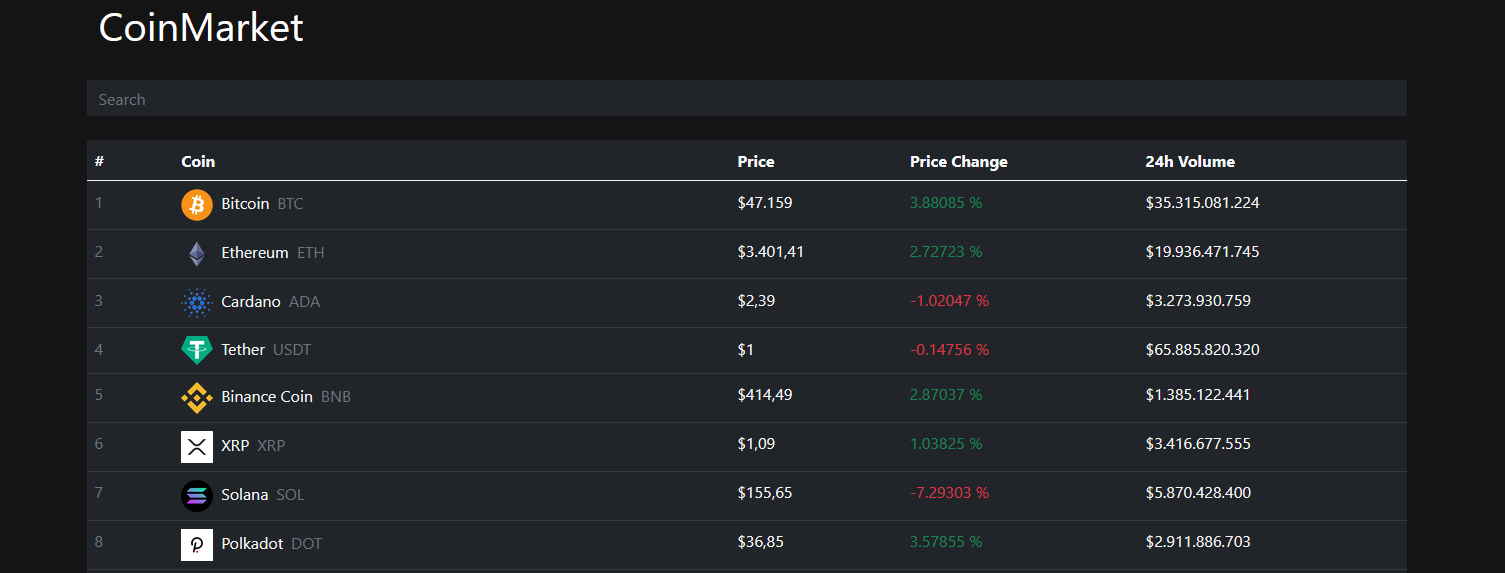 CoinMarket
Search
# Coin Price Price Change 24h Volume
1 Bitcoin BTC $47.159 3.88085 % $35.315.081.224
2 Ethereum ETH $3.401,41 2.72723 % $19.936.471.745
3 Cardano ADA $2,39 -1.02047 % $3.273.930.759
4 Tether USDT $1 -0.14756 % $65.885.820.320
5 Binance Coin BNB $414,49 2.87037 % $1.385.122.441
6 XRP XRP $1,09 1.03825 % $3.416.677.555
7 Solana SOL $155,65 -7.29303 % $5.870.428.400
8 Polkadot DOT $36,85 3.57855 % $2.911.886.703